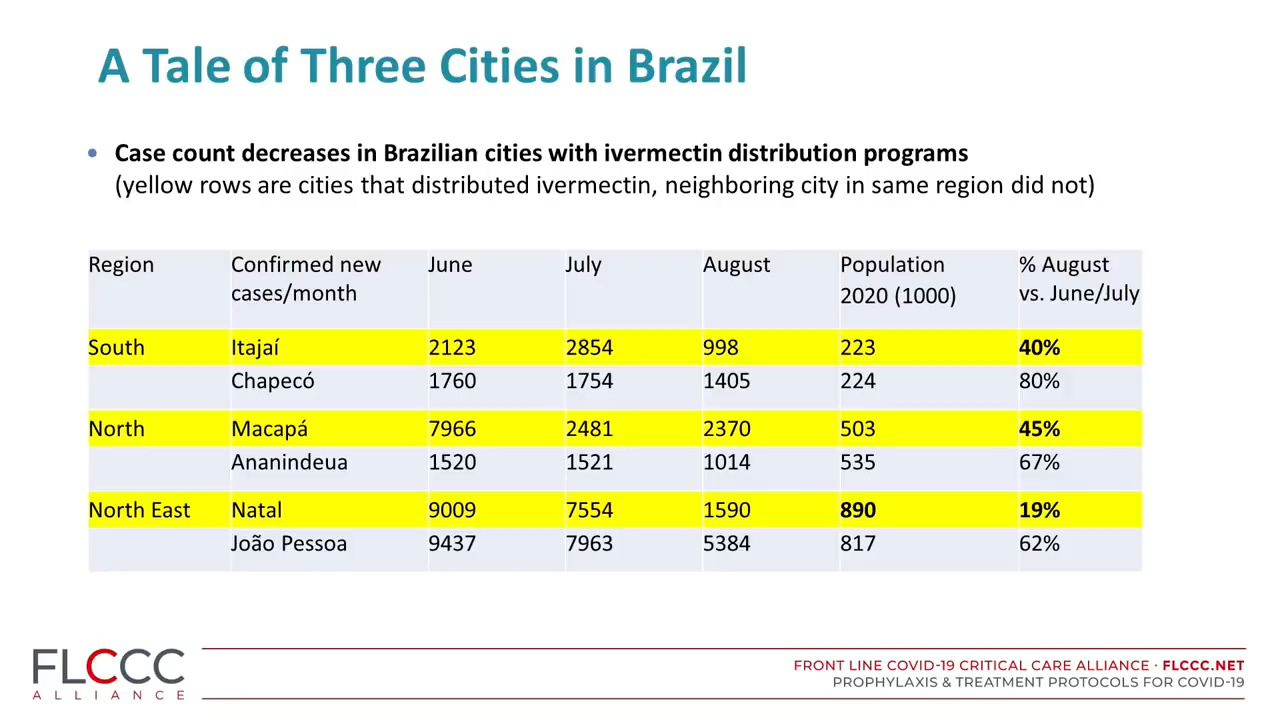 A Tale of Three Cities in Brazil
• Case count decreases in Brazilian cities with ivermectin distribution programs
(yellow rows are cities that distributed ivermectin, neighboring city in same region did not)
Region Confirmed new cases/month June July August Population 2020 (1000) % August vs. June/July
South Itajaí 2123 2854 998 223 40%
Chapecó 1760 1754 1405 224 80%
North Macapá 7966 2481 2370 503 45%
Ananindeua 1520 1521 1014 535 67%
North East Natal 9009 7554 1590 890 19%
João Pessoa 9437 7963 5384 817 62%
FLCCC
ALLIANCE
FRONT LINE COVID-19 CRITICAL CARE ALLIANCE · FLCCC.NET
PROPHYLAXIS & TREATMENT PROTOCOLS FOR COVID-19